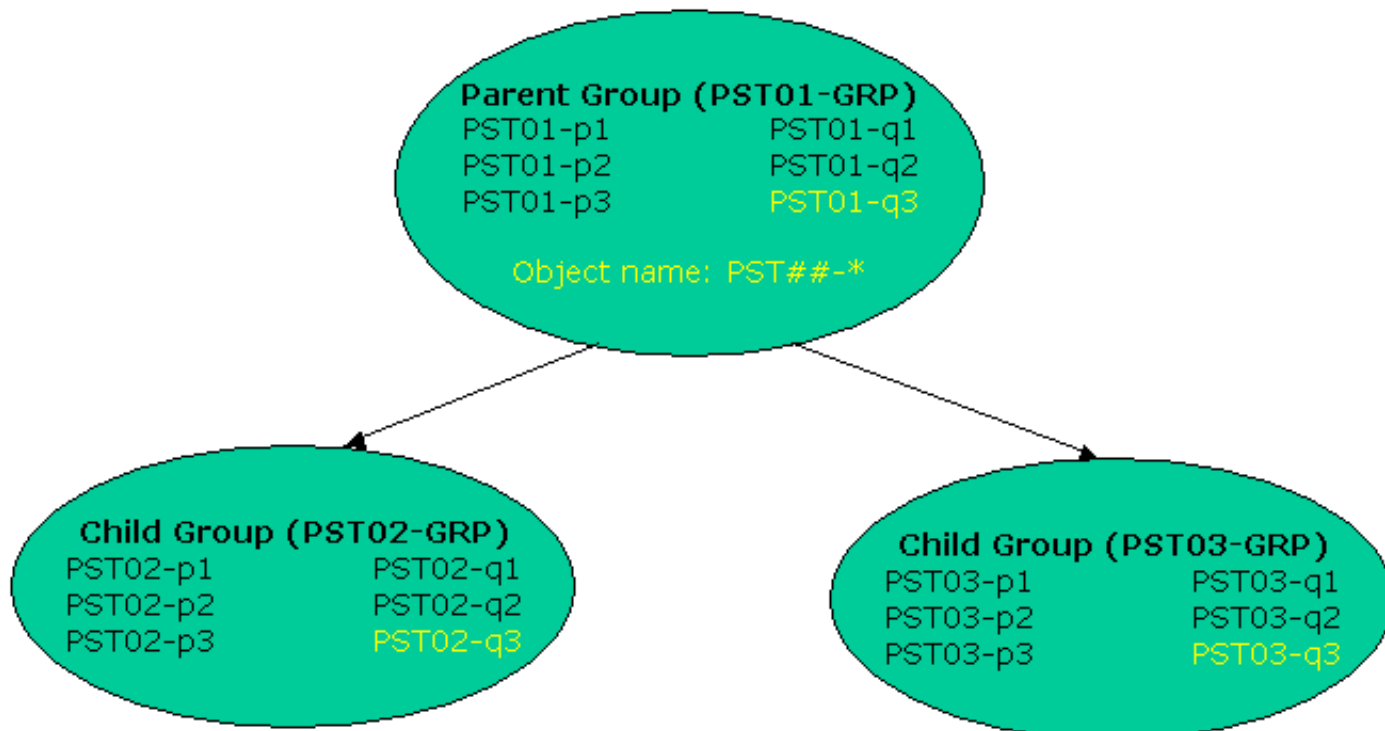 Parent Group (PST01-GRP)
PST01-p1 PST01-q1
PST01-p2 PST01-q2
PST01-p3 PST01-q3
Object name: PST##-*
Child Group (PST02-GRP)
PST02-p1 PST02-q1
PST02-p2 PST02-q2
PST02-p3 PST02-q3
Child Group (PST03-GRP)
PST03-p1 PST03-q1
PST03-p2 PST03-q2
PST03-p3 PST03-q3